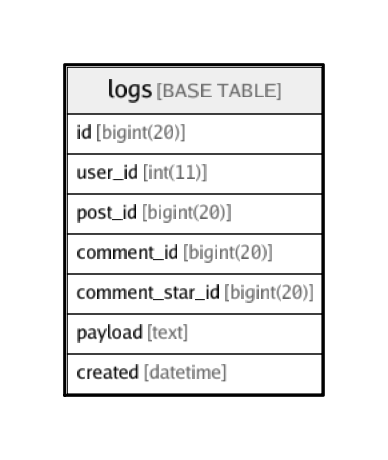 logs [BASE TABLE]
id [bigint(20)]
user_id [int(11)]
post_id [bigint(20)]
comment_id [bigint(20)]
comment_star_id [bigint(20)]
payload [text]
created [datetime]